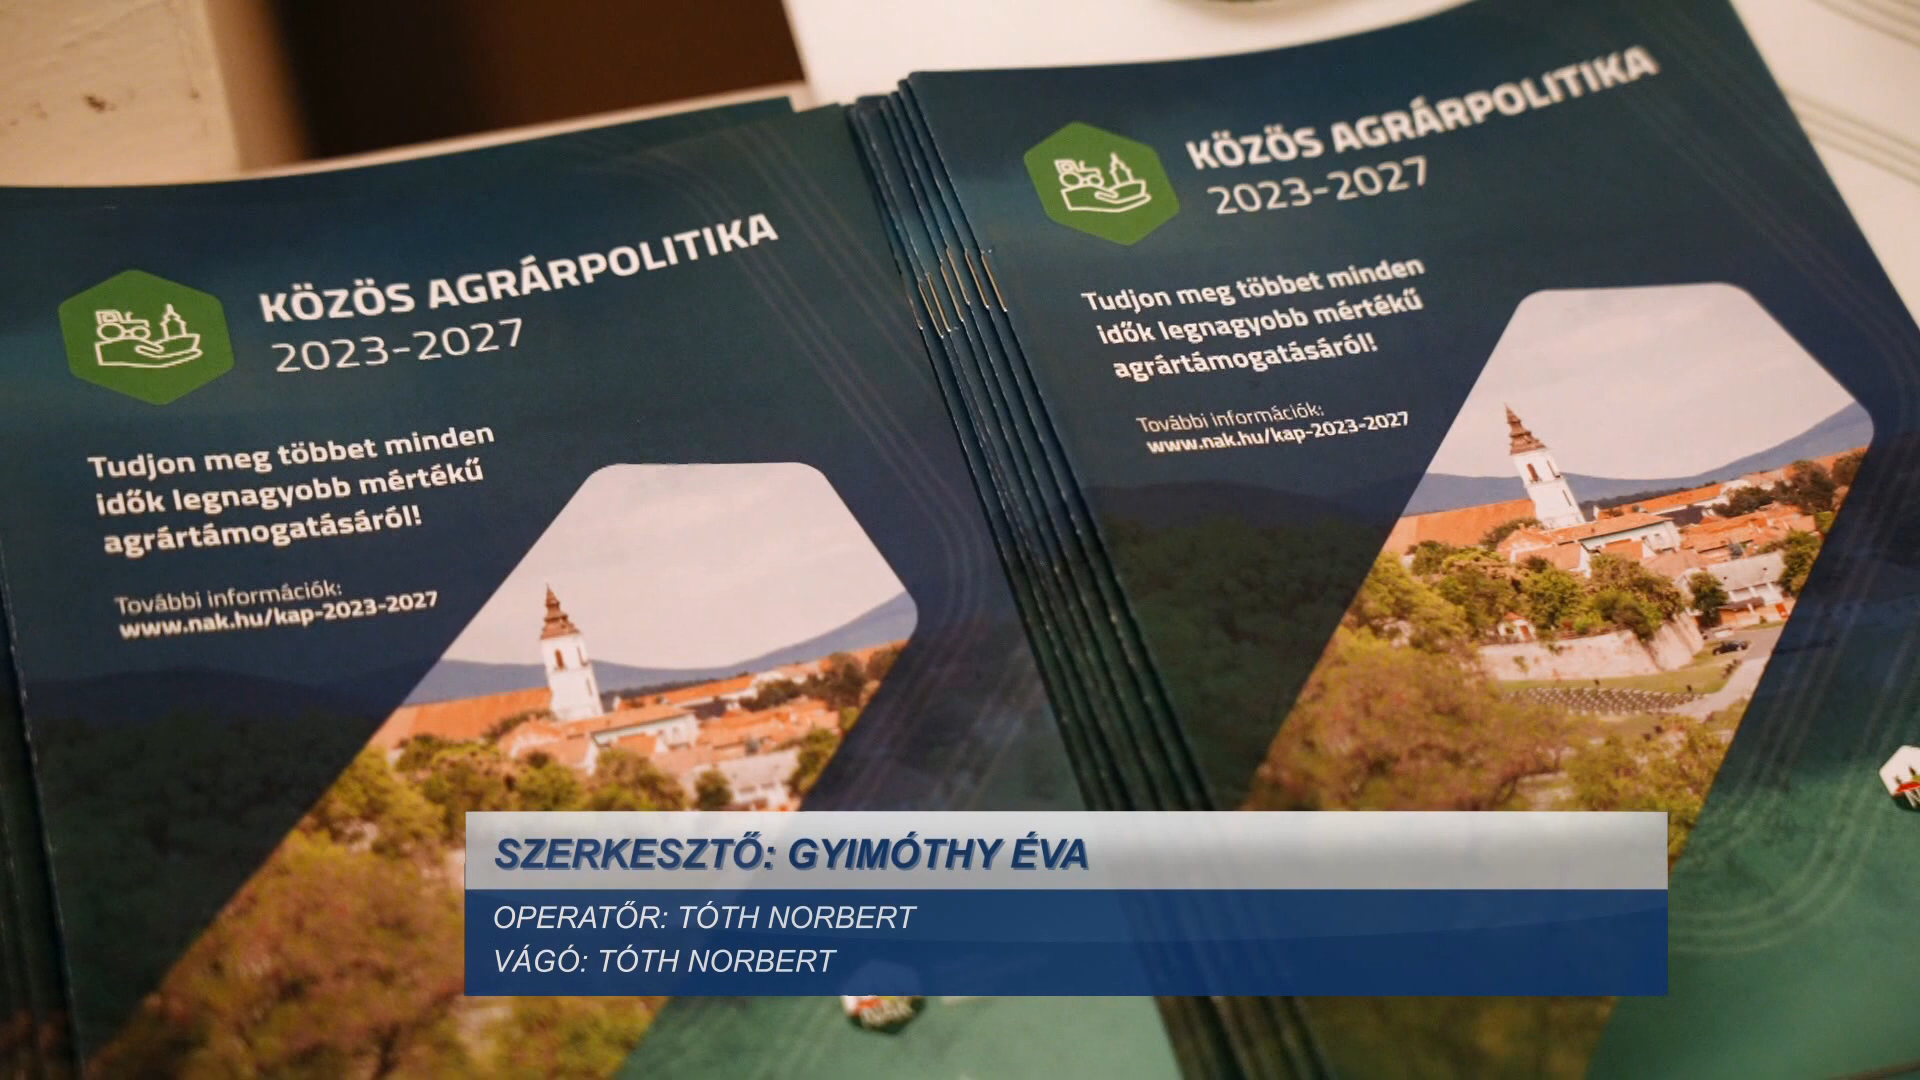 KÖZÖS AGRÁRPOLITIKA
2023-2027
Tudjon meg többet minden
idők legnagyobb mértékű
agrártámogatásáról!
További információk:
www.nak.hu/kap-2023-2027
KÖZÖS AGRÁRPOLITIKA
2023-2027
Tudjon meg többet minden
idők legnagyobb mértékű
agrártámogatásáról!
További információk:
www.nak.hu/kap-2023-2027
NAK
SZERKESZTŐ: GYIMÓTHY ÉVA
OPERATŐR: TÓTH NORBERT
VÁGÓ: TÓTH NORBERT